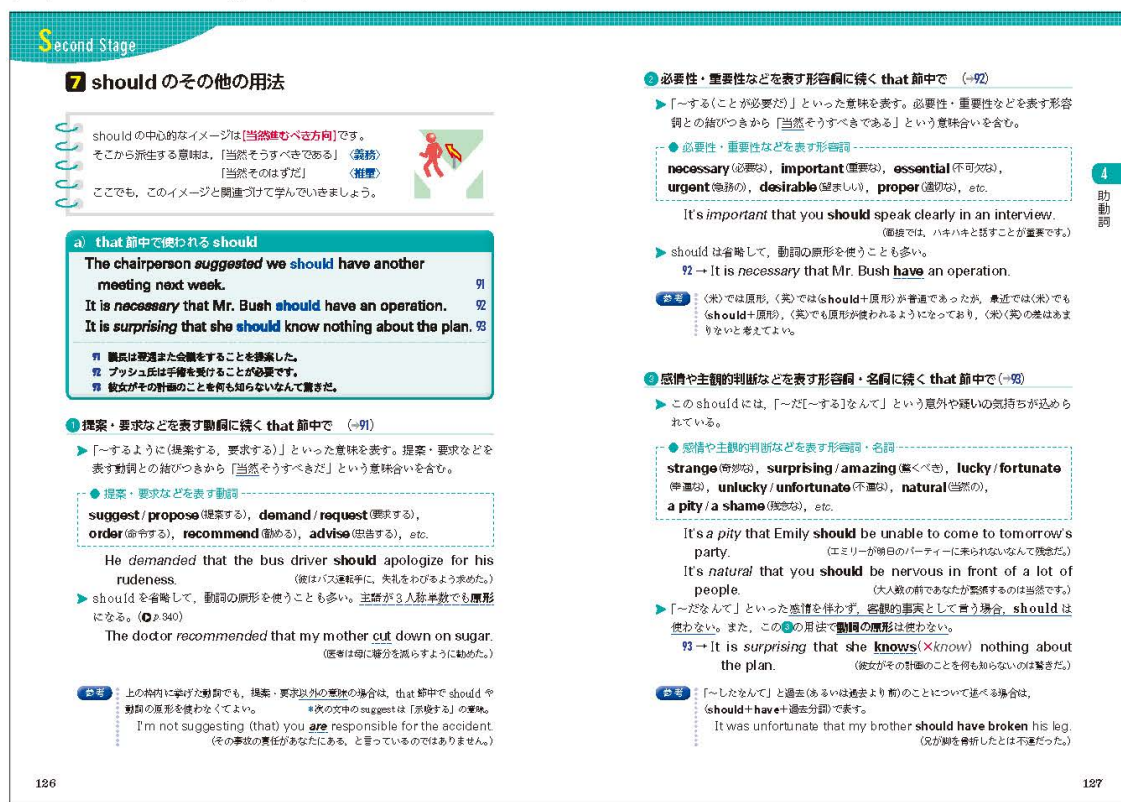 Second Stage
7 should のその他の用法
should の中心的なイメージは[当然進むべき方向]です。
そこから派生する意味は，「当然そうすべきである」〈義務〉
「当然そのはずだ」〈推量〉
ここでも，このイメージと関連づけて学んでいきましょう。
a) that 節中で使われる should
The chairperson suggested we should have another
meeting next week. 91
It is necessary that Mr. Bush should have an operation. 92
It is surprising that she should know nothing about the plan. 93
91 議長は翌週また会議をすることを提案した。
92 ブッシュ氏は手術を受けることが必要です。
93 彼女がその計画のことを何も知らないなんて驚きだ。
❶ 提案・要求などを表す動詞に続く that 節中で （→91）
➤「〜するように(提案する，要求する)」といった意味を表す。提案・要求などを
表す動詞との結びつきから「当然そうすべきだ」という意味合いを含む。
● 提案・要求などを表す動詞
suggest / propose (提案する)，demand / request (要求する)，
order (命令する)，recommend (勧める)，advise (忠告する)，etc.
He demanded that the bus driver should apologize for his
rudeness. (彼はバス運転手に，失礼をわびるよう求めた。)
➤ should を省略して，動詞の原形を使うことも多い。主語が3人称単数でも原形
になる。(➲p.340)
The doctor recommended that my mother cut down on sugar.
(医者は母に糖分を減らすように勧めた。)
参考 上の枠内に挙げた動詞でも，提案・要求以外の意味の場合は，that 節中で should や
動詞の原形を使わなくてよい。 *次の文中の suggest は「示唆する」の意味。
I'm not suggesting (that) you are responsible for the accident.
(その事故の責任があなたにある，と言っているのではありません。)
126
❷ 必要性・重要性などを表す形容詞に続く that 節中で （→92）
➤「〜する(ことが必要だ)」といった意味を表す。必要性・重要性などを表す形容
詞との結びつきから「当然そうすべきである」という意味合いを含む。
● 必要性・重要性などを表す形容詞
necessary (必要な)，important (重要な)，essential (不可欠な)，
urgent (急務の)，desirable (望ましい)，proper (適切な)，etc.
It's important that you should speak clearly in an interview.
(面接では，ハキハキと話すことが重要です。)
➤ should は省略して，動詞の原形を使うことも多い。
92 → It is necessary that Mr. Bush have an operation.
参考 〈米〉では原形，〈英〉では〈should＋原形〉が普通であったが，最近では〈米〉でも
〈should＋原形〉，〈英〉でも原形が使われるようになっており，〈米〉〈英〉の差はあま
りないと考えてよい。
❸ 感情や主観的判断などを表す形容詞・名詞に続く that 節中で（→93）
➤ この should には，「〜だ[〜する]なんて」という意外や疑いの気持ちが込めら
れている。
● 感情や主観的判断などを表す形容詞・名詞
strange (奇妙な)，surprising / amazing (驚くべき)，lucky / fortunate
(幸運な)，unlucky / unfortunate (不運な)，natural (当然の)，
a pity / a shame (残念な)，etc.
It's a pity that Emily should be unable to come to tomorrow's
party. (エミリーが明日のパーティーに来られないなんて残念だ。)
It's natural that you should be nervous in front of a lot of
people. (大人数の前であなたが緊張するのは当然です。)
➤「〜だなんて」といった感情を伴わず，客観的事実として言う場合，should は
使わない。また，この❸の用法で動詞の原形は使わない。
93 → It is surprising that she knows (×know) nothing about
the plan. (彼女がその計画のことを何も知らないのは驚きだ。)
参考 「〜したなんて」と過去(あるいは過去より前)のことについて述べる場合は，
〈should＋have＋過去分詞〉で表す。
It was unfortunate that my brother should have broken his leg.
(兄が脚を骨折したとは不運だった。)
127
4
助動詞